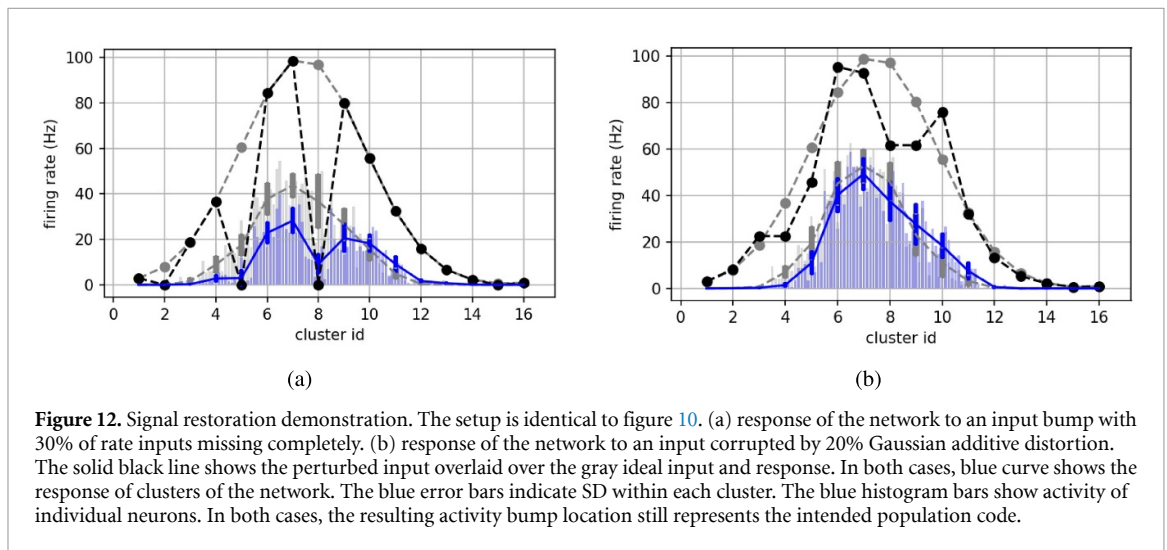 100
80
60
40
20
0
firing rate (Hz)
0 2 4 6 8 10 12 14 16
cluster id
(a)
100
80
60
40
20
0
firing rate (Hz)
0 2 4 6 8 10 12 14 16
cluster id
(b)
Figure 12. Signal restoration demonstration. The setup is identical to figure 10. (a) response of the network to an input bump with
30% of rate inputs missing completely. (b) response of the network to an input corrupted by 20% Gaussian additive distortion.
The solid black line shows the perturbed input overlaid over the gray ideal input and response. In both cases, blue curve shows the
response of clusters of the network. The blue error bars indicate SD within each cluster. The blue histogram bars show activity of
individual neurons. In both cases, the resulting activity bump location still represents the intended population code.